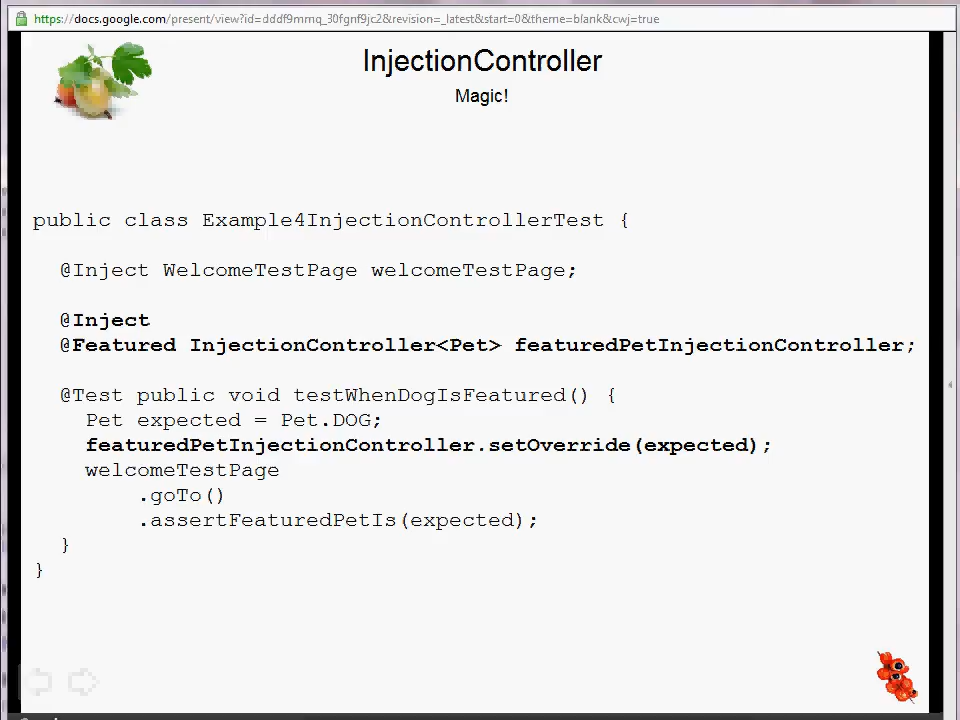 https://docs.google.com/present/view?id=dddf9mmq_30fgnf9jc2&revision=_latest&start=0&theme=blank&cwj=true
InjectionController
Magic!
public class Example4InjectionControllerTest {
@Inject WelcomeTestPage welcomeTestPage;
@Inject
@Featured InjectionController<Pet> featuredPetInjectionController;
@Test public void testWhenDogIsFeatured() {
Pet expected = Pet.DOG;
featuredPetInjectionController.setOverride(expected);
welcomeTestPage
.goTo()
.assertFeaturedPetIs(expected);
}
}